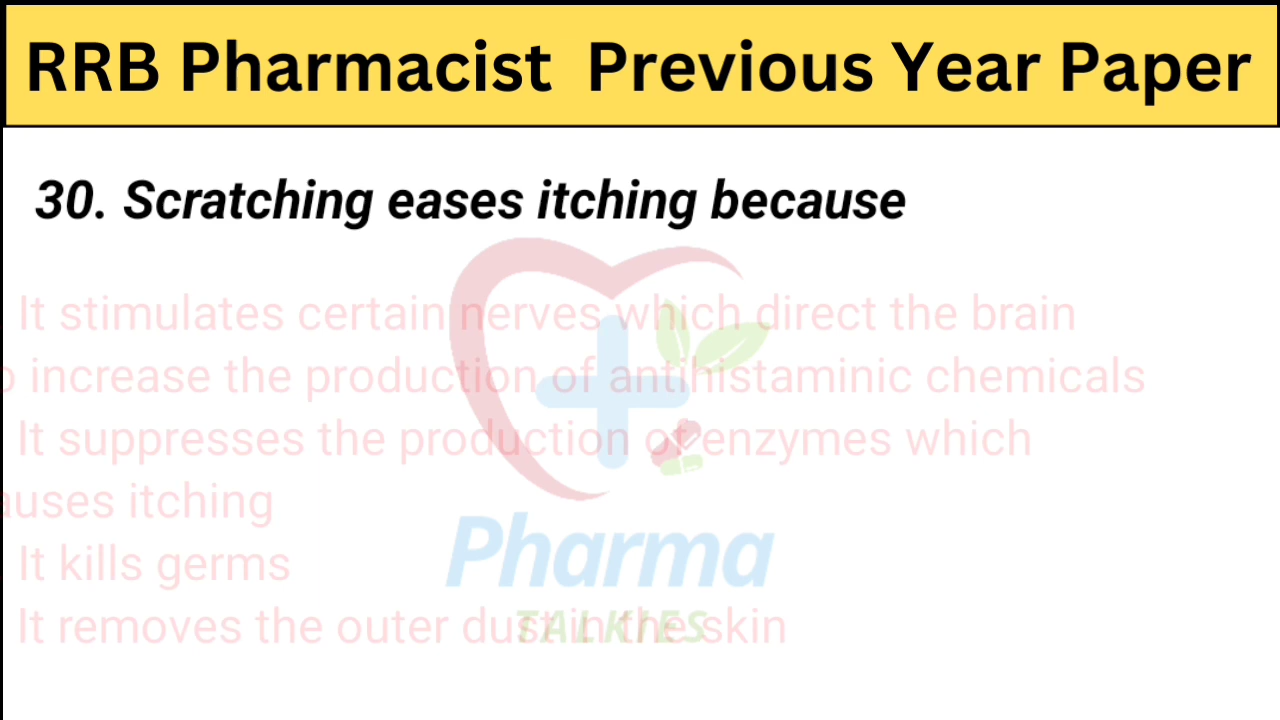 RRB Pharmacist Previous Year Paper
30. Scratching eases itching because
It stimulates certain nerves which direct the brain
o increase the production of antihistaminic chemicals
It suppresses the production of enzymes which
auses itching
It kills germs
It removes the outer dust in the skin
Pharma
TALKIES